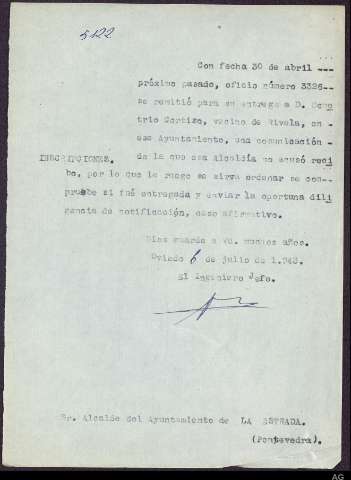 5122
Con fecha 30 de abril ---
próximo pasado, oficio número 3326--
se remitió para su entrega a D. Deme
trio Cortizo, vecino de Rivela, en -
ese Ayuntamiento, una comunicación -
INSCRIPCIONES. de la que esa Alcaldía no acusó reci
bo, por lo que le ruego se sirva ordenar se com-
pruebe si fué entregada y enviar la oportuna dili
gencia de notificación, caso afirmativo.
Dios guarde a Vd. muchos años.
Oviedo 6 de julio de 1.943.
El Ingeniero Jefe.
Sr. Alcalde del Ayuntamiento de LA ESTRADA.
(Pontevedra).
AG